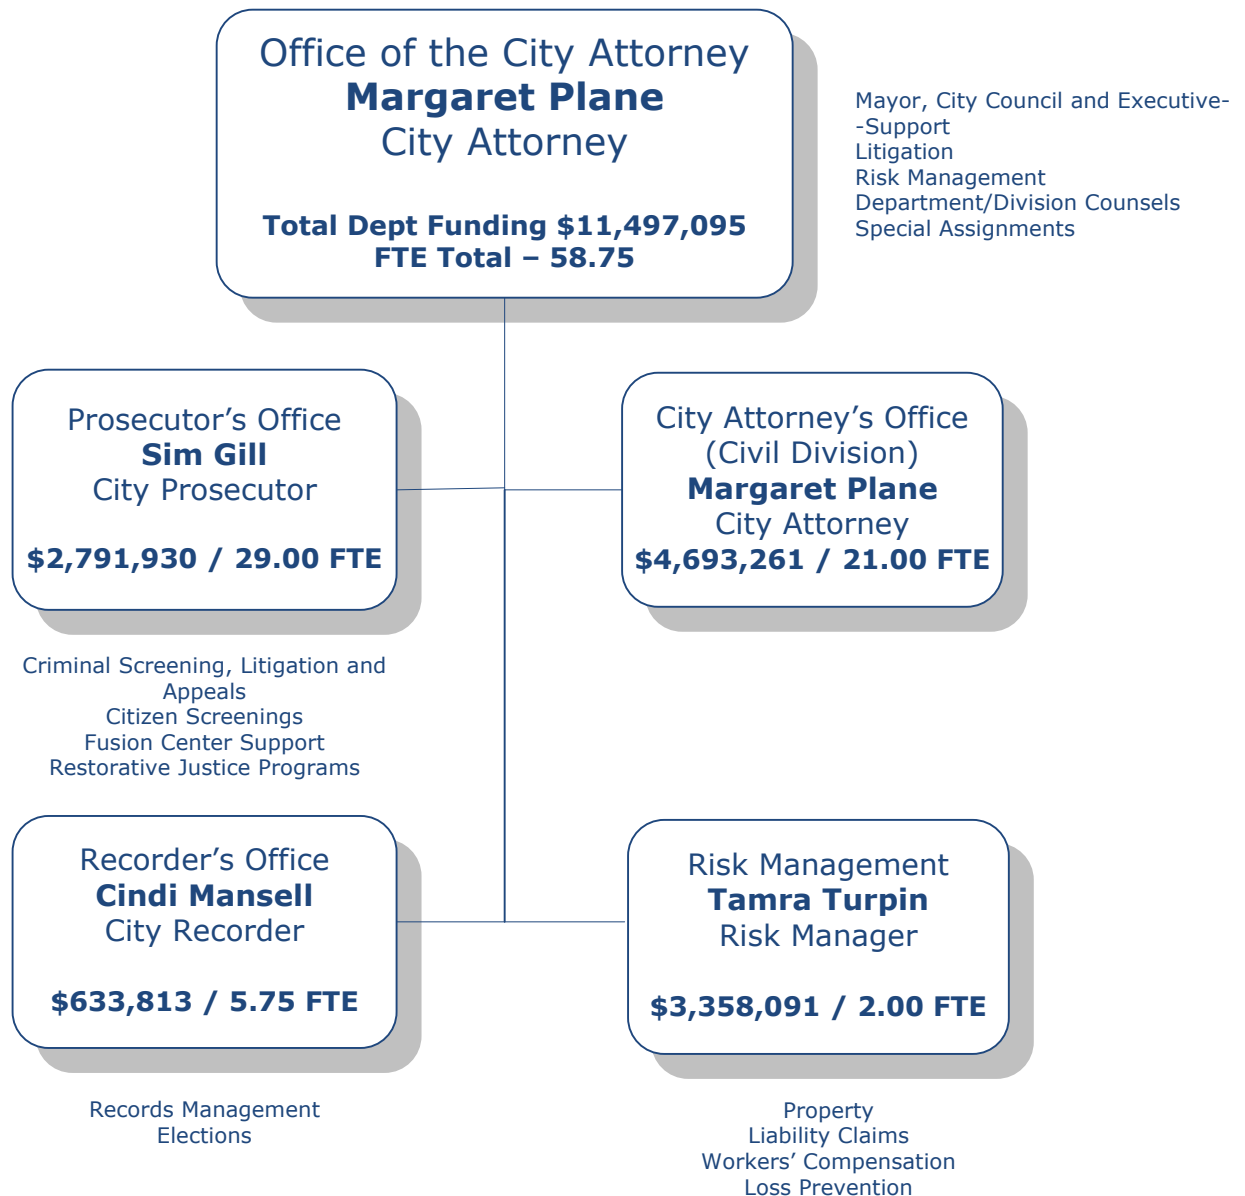 Office of the City Attorney
Margaret Plane
City Attorney
Total Dept Funding $11,497,095
FTE Total – 58.75
Mayor, City Council and Executive-
-Support
Litigation
Risk Management
Department/Division Counsels
Special Assignments
Prosecutor’s Office
Sim Gill
City Prosecutor
$2,791,930 / 29.00 FTE
City Attorney’s Office
(Civil Division)
Margaret Plane
City Attorney
$4,693,261 / 21.00 FTE
Criminal Screening, Litigation and
Appeals
Citizen Screenings
Fusion Center Support
Restorative Justice Programs
Recorder’s Office
Cindi Mansell
City Recorder
$633,813 / 5.75 FTE
Risk Management
Tamra Turpin
Risk Manager
$3,358,091 / 2.00 FTE
Records Management
Elections
Property
Liability Claims
Workers’ Compensation
Loss Prevention